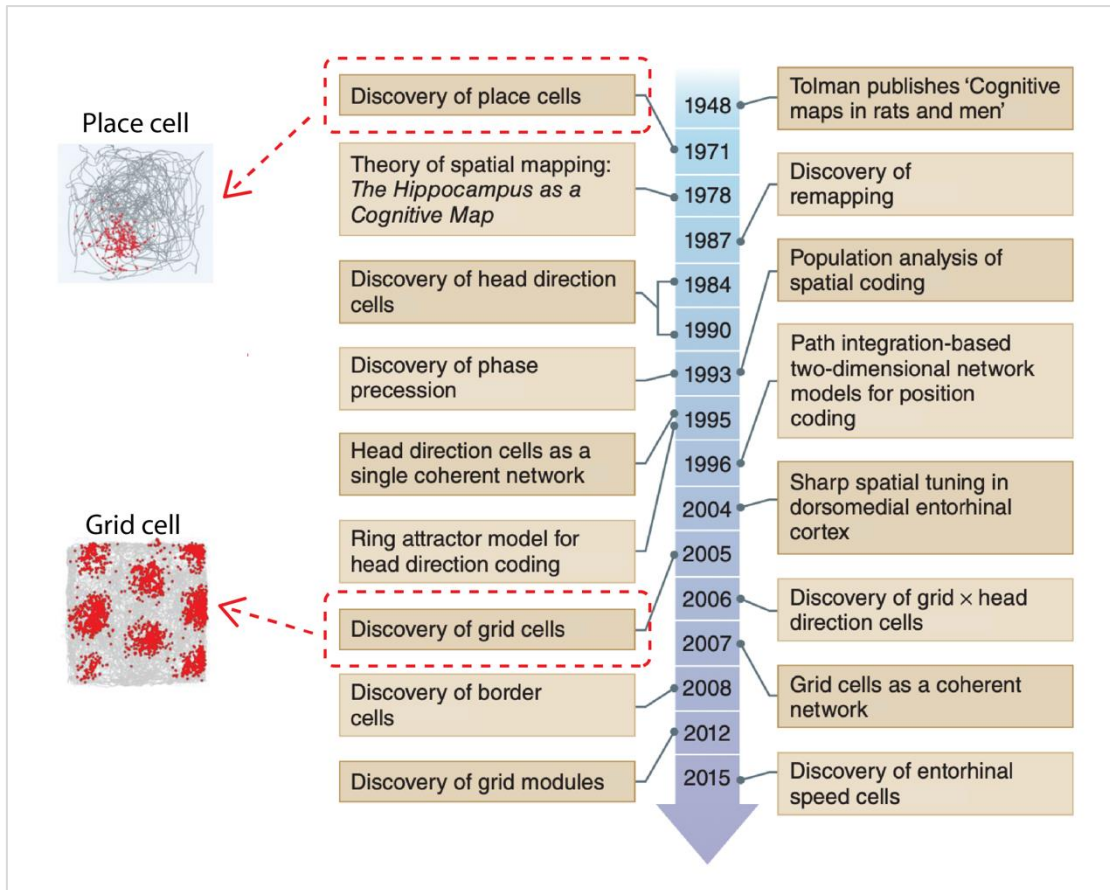 Place cell
Grid cell
Discovery of place cells
Theory of spatial mapping:
The Hippocampus as a
Cognitive Map
Discovery of head direction
cells
Discovery of phase
precession
Head direction cells as a
single coherent network
Ring attractor model for
head direction coding
Discovery of grid cells
Discovery of border
cells
Discovery of grid modules
1948
1971
1978
1987
1984
1990
1993
1995
1996
2004
2005
2006
2007
2008
2012
2015
Tolman publishes ‘Cognitive
maps in rats and men’
Discovery of
remapping
Population analysis of
spatial coding
Path integration-based
two-dimensional network
models for position
coding
Sharp spatial tuning in
dorsomedial entorhinal
cortex
Discovery of grid × head
direction cells
Grid cells as a coherent
network
Discovery of entorhinal
speed cells